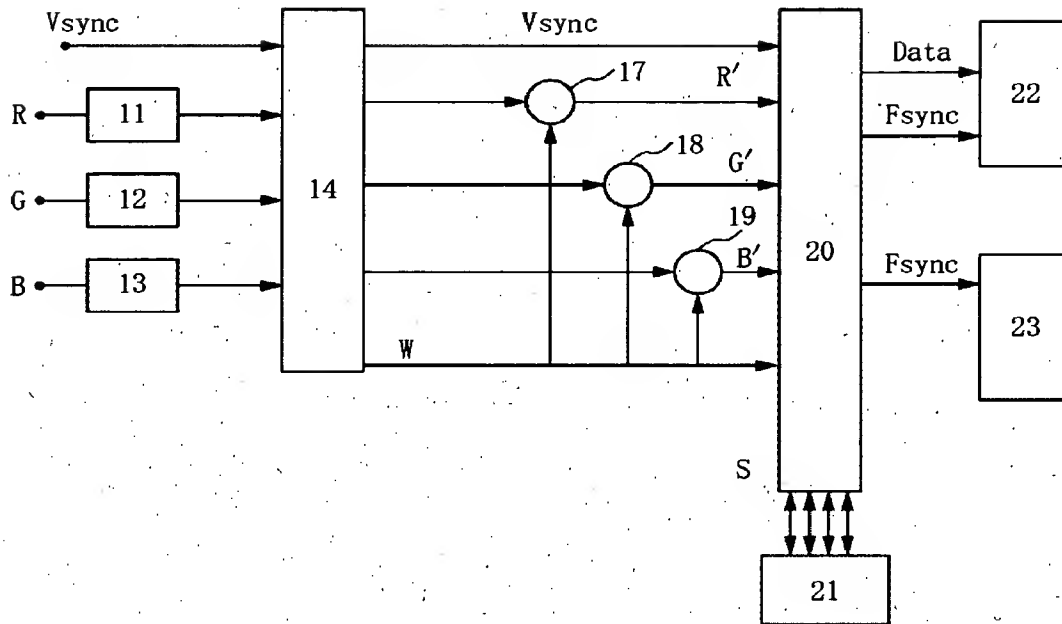 Vsync
Vsync
17
R′
Data
22
R
11
Fsync
18
G′
14
G
12
19
B′
20
Fsync
B
13
23
W
S
21